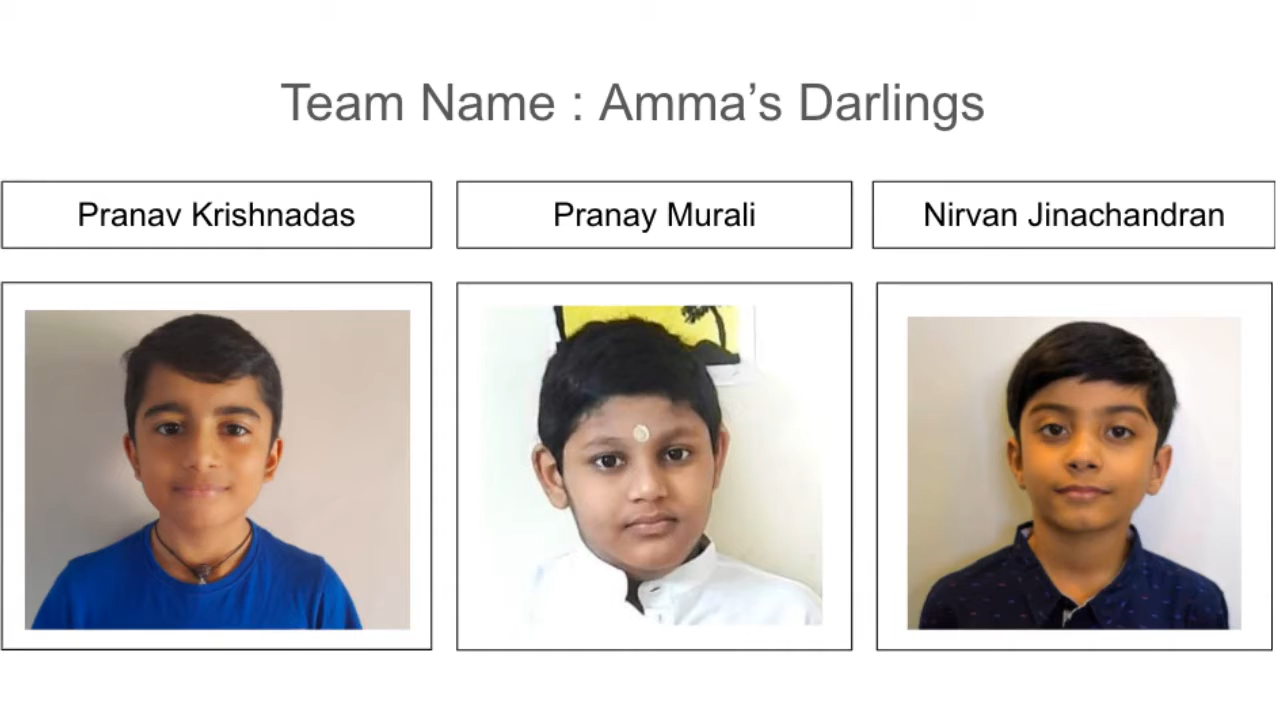 Team Name : Amma’s Darlings
Pranav Krishnadas
Pranay Murali
Nirvan Jinachandran